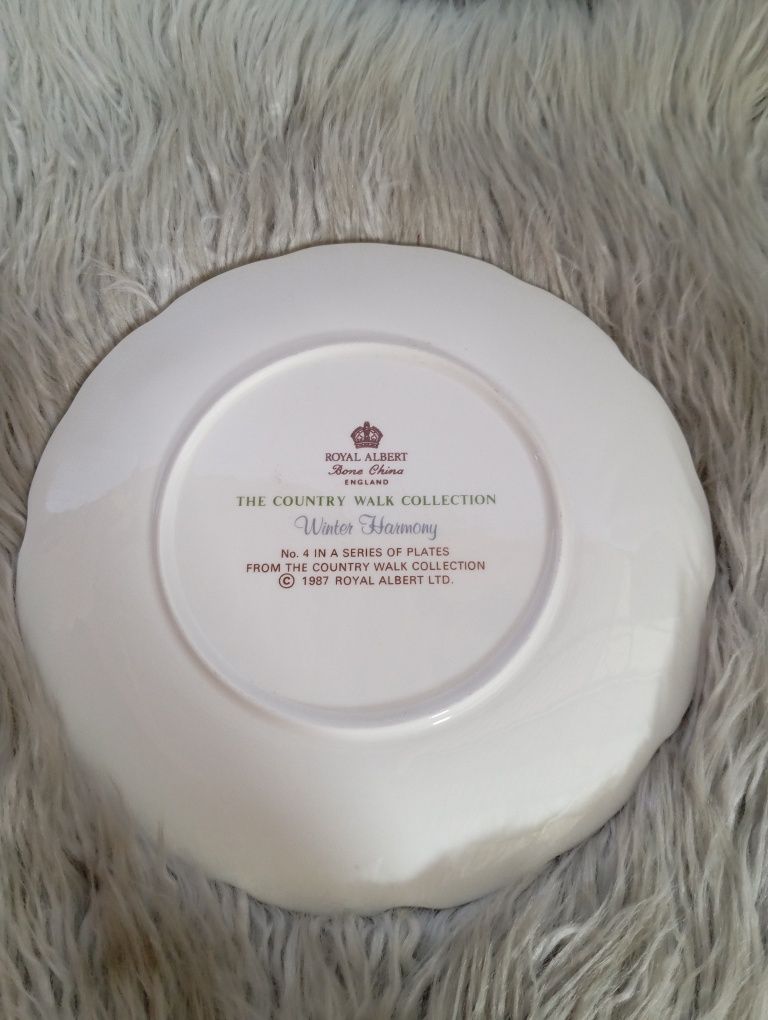 ROYAL ALBERT
Bone China
ENGLAND
THE COUNTRY WALK COLLECTION
Winter Harmony
No. 4 IN A SERIES OF PLATES
FROM THE COUNTRY WALK COLLECTION
© 1987 ROYAL ALBERT LTD.